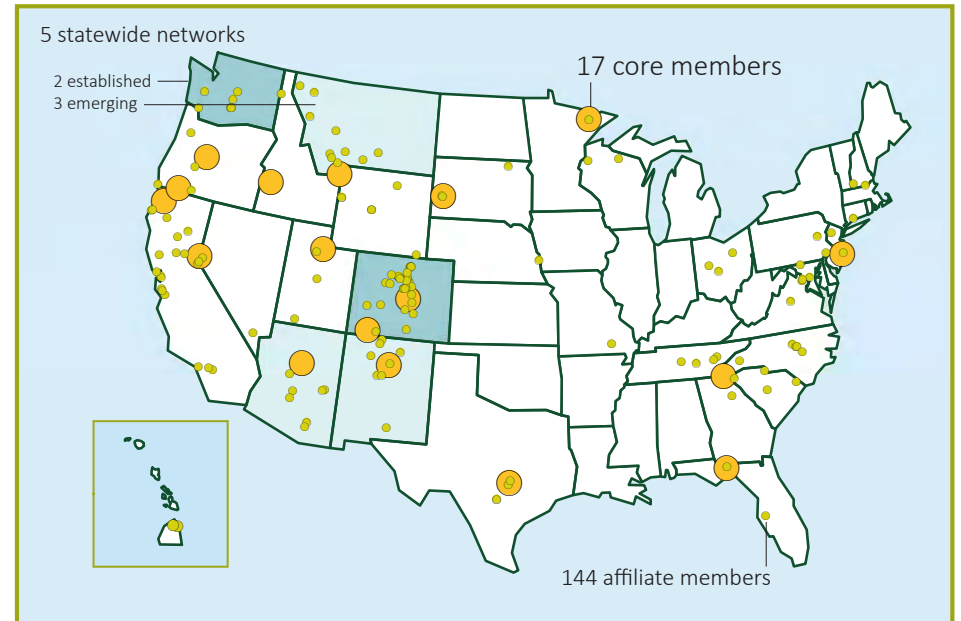 5 statewide networks
2 established
3 emerging
17 core members
144 affiliate members